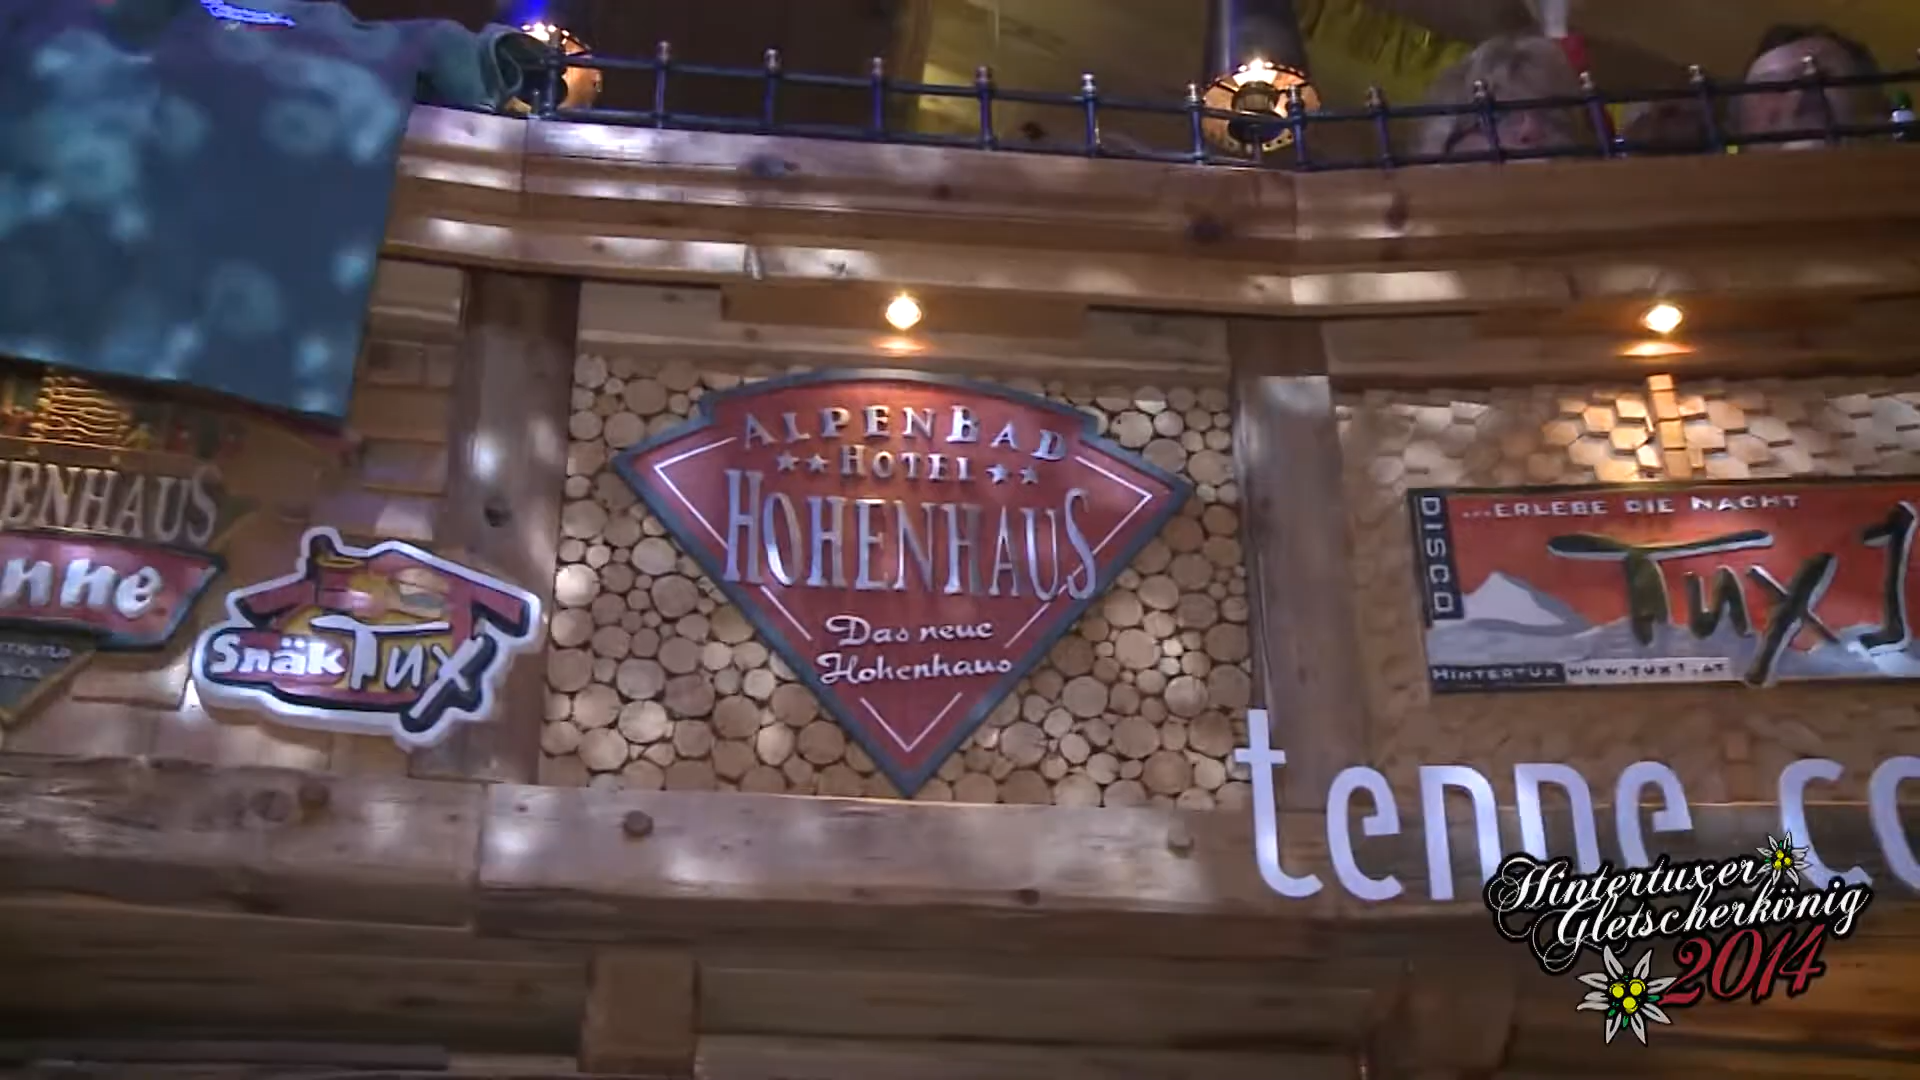 ENHAUS
nne
SnäkTux
ALPENBAD
★★ HOTEL ★★
HOHENHAUS
Das neue
Hohenhaus
DISCO
...ERLEBE DIE NACHT
Tux1
HINTERTUX WWW.TUX1.AT
tenne.co
Hintertuxer
Gletscherkönig
2014